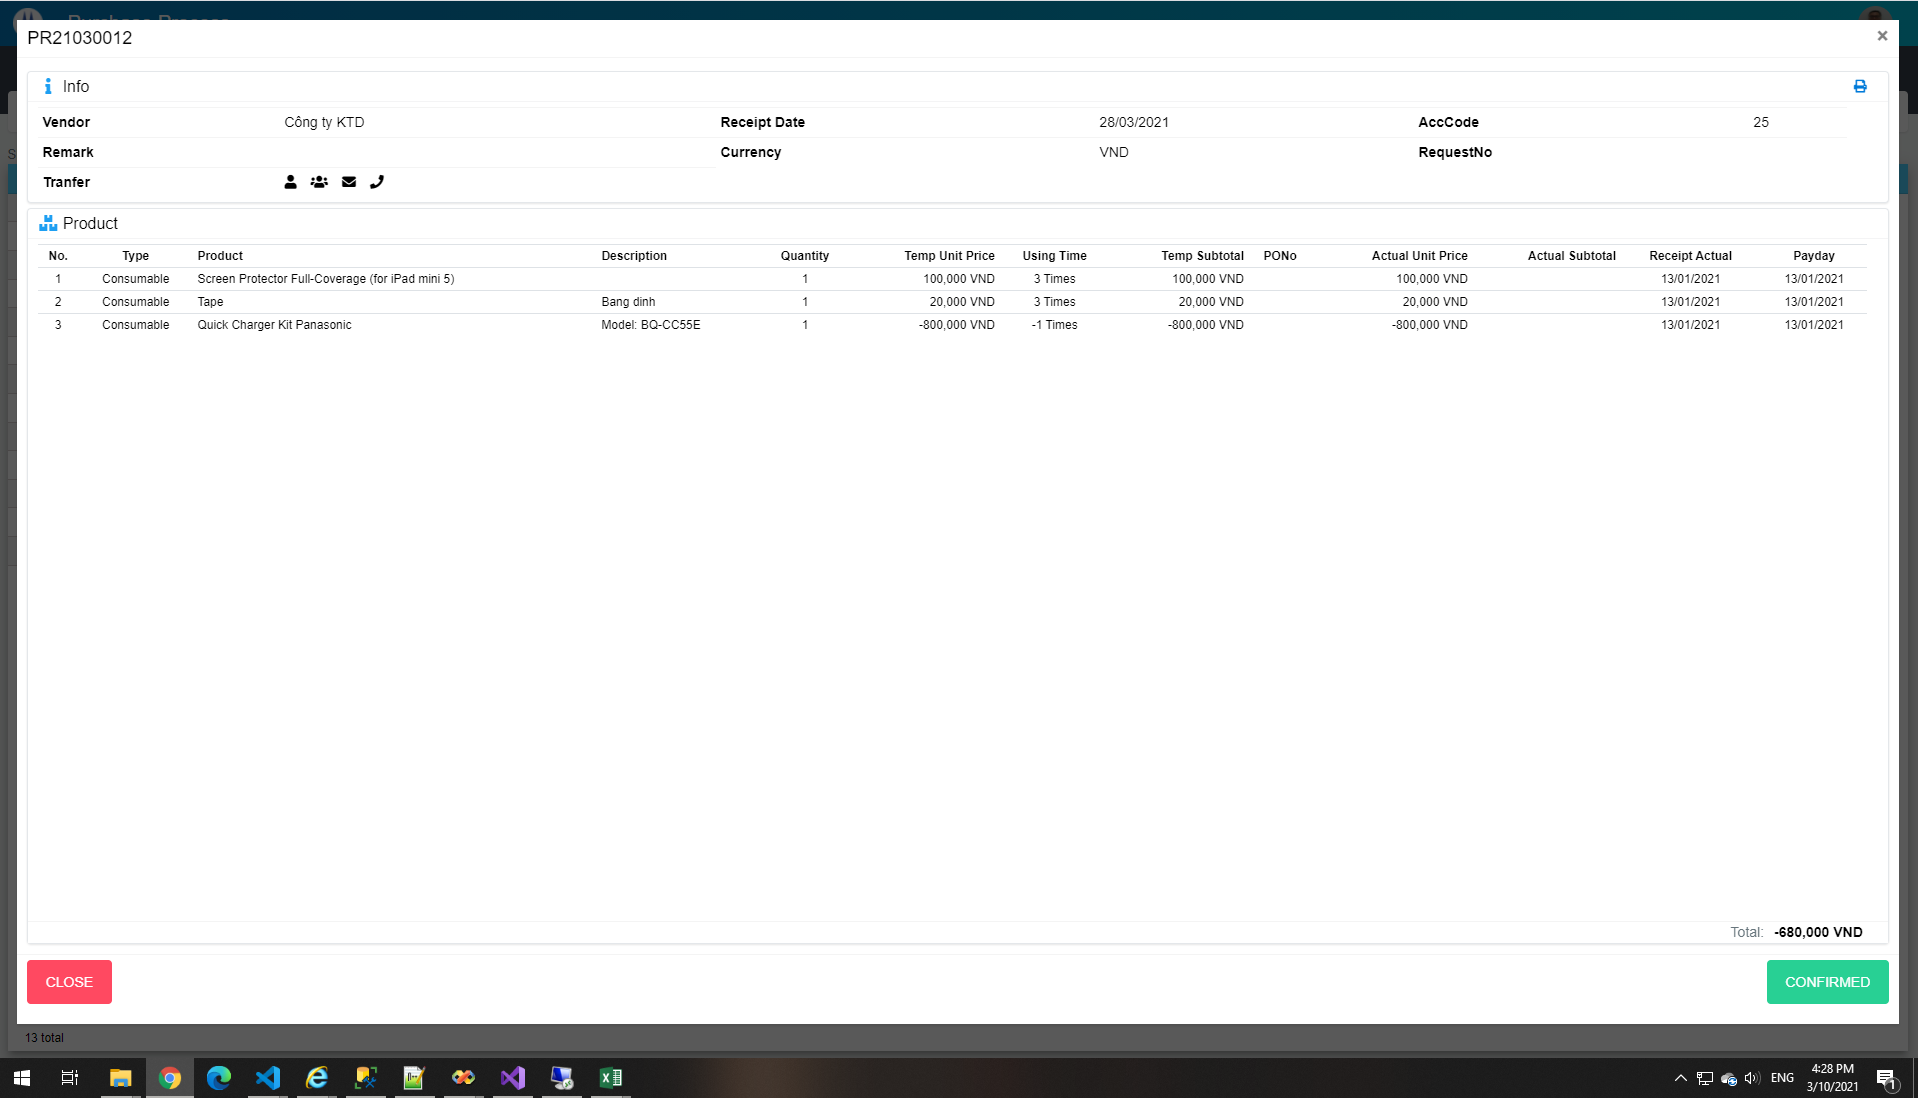 Purchase Process
PR21030012 ×
Info
Vendor Công ty KTD Receipt Date 28/03/2021 AccCode 25
Remark Currency VND RequestNo
Tranfer
Product
No. Type Product Description Quantity Temp Unit Price Using Time Temp Subtotal PONo Actual Unit Price Actual Subtotal Receipt Actual Payday
1 Consumable Screen Protector Full-Coverage (for iPad mini 5) 1 100,000 VND 3 Times 100,000 VND 100,000 VND 13/01/2021 13/01/2021
2 Consumable Tape Bang dinh 1 20,000 VND 3 Times 20,000 VND 20,000 VND 13/01/2021 13/01/2021
3 Consumable Quick Charger Kit Panasonic Model: BQ-CC55E 1 -800,000 VND -1 Times -800,000 VND -800,000 VND 13/01/2021 13/01/2021
Total: -680,000 VND
CLOSE CONFIRMED
13 total
ENG 4:28 PM
3/10/2021 1